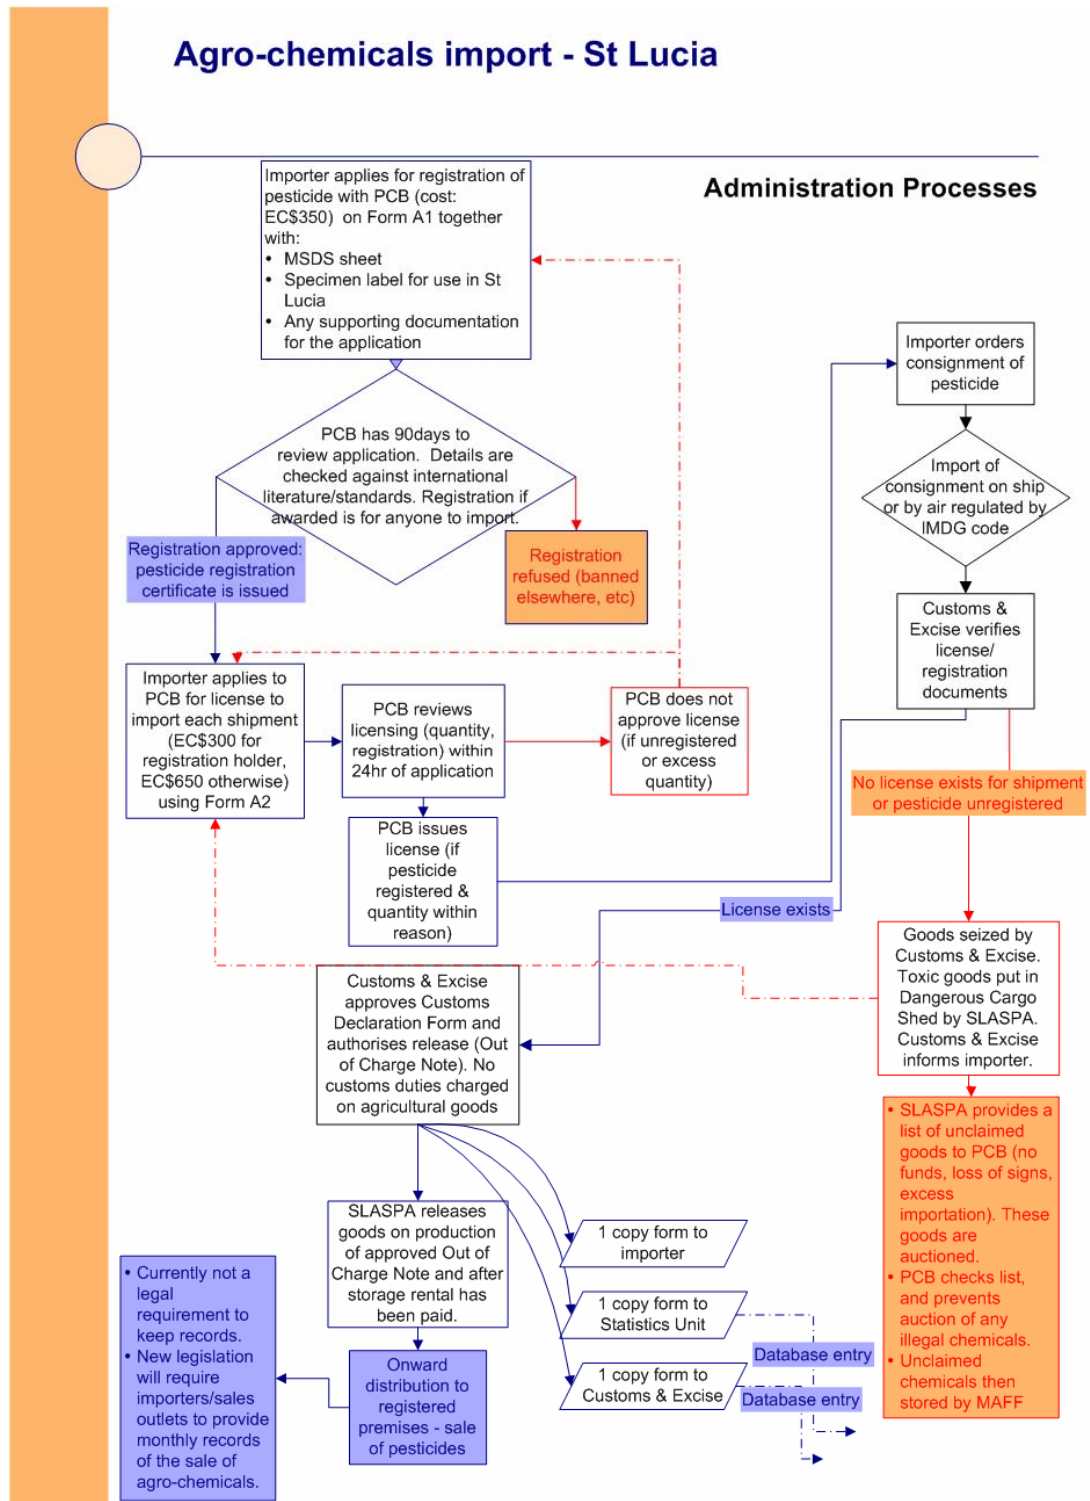 Agro-chemicals import - St Lucia
Administration Processes
Importer applies for registration of
pesticide with PCB (cost:
EC$350)  on Form A1 together
with:
• MSDS sheet
• Specimen label for use in St
Lucia
• Any supporting documentation
for the application
PCB has 90days to
review application.  Details are
checked against international
literature/standards. Registration if
awarded is for anyone to import.
Registration approved:
pesticide registration
certificate is issued
Registration
refused (banned
elsewhere, etc)
Importer applies to
PCB for license to
import each shipment
(EC$300 for
registration holder,
EC$650 otherwise)
using Form A2
PCB reviews
licensing (quantity,
registration) within
24hr of application
PCB does not
approve license
(if unregistered
or excess
quantity)
PCB issues
license (if
pesticide
registered &
quantity within
reason)
Importer orders
consignment of
pesticide
Import of
consignment on ship
or by air regulated by
IMDG code
Customs &
Excise verifies
license/
registration
documents
No license exists for shipment
or pesticide unregistered
License exists
Goods seized by
Customs & Excise.
Toxic goods put in
Dangerous Cargo
Shed by SLASPA.
Customs & Excise
informs importer.
• SLASPA provides a
list of unclaimed
goods to PCB (no
funds, loss of signs,
excess
importation). These
goods are
auctioned.
• PCB checks list,
and prevents
auction of any
illegal chemicals.
• Unclaimed
chemicals then
stored by MAFF
Customs & Excise
approves Customs
Declaration Form and
authorises release (Out
of Charge Note). No
customs duties charged
on agricultural goods
SLASPA releases
goods on production
of approved Out of
Charge Note and after
storage rental has
been paid.
1 copy form to
importer
1 copy form to
Statistics Unit
1 copy form to
Customs & Excise
Database entry
Database entry
Onward
distribution to
registered
premises - sale
of pesticides
• Currently not a
legal
requirement to
keep records.
• New legislation
will require
importers/sales
outlets to provide
monthly records
of the sale of
agro-chemicals.